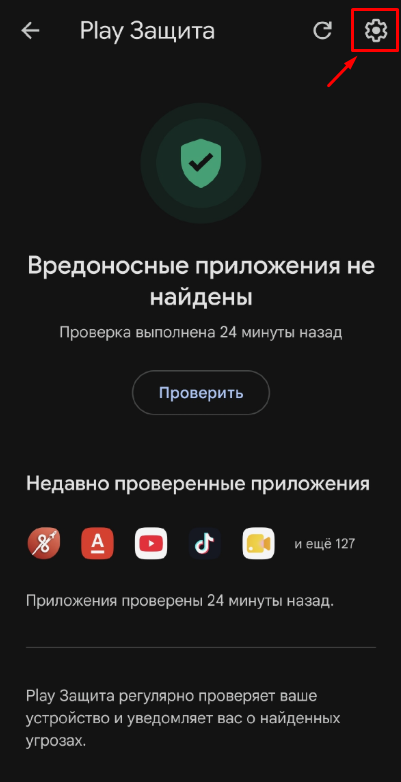 Play Защита
Вредоносные приложения не
найдены
Проверка выполнена 24 минуты назад
Проверить
Недавно проверенные приложения
A
и ещё 127
Приложения проверены 24 минуты назад.
Play Защита регулярно проверяет ваше
устройство и уведомляет вас о найденных
угрозах.